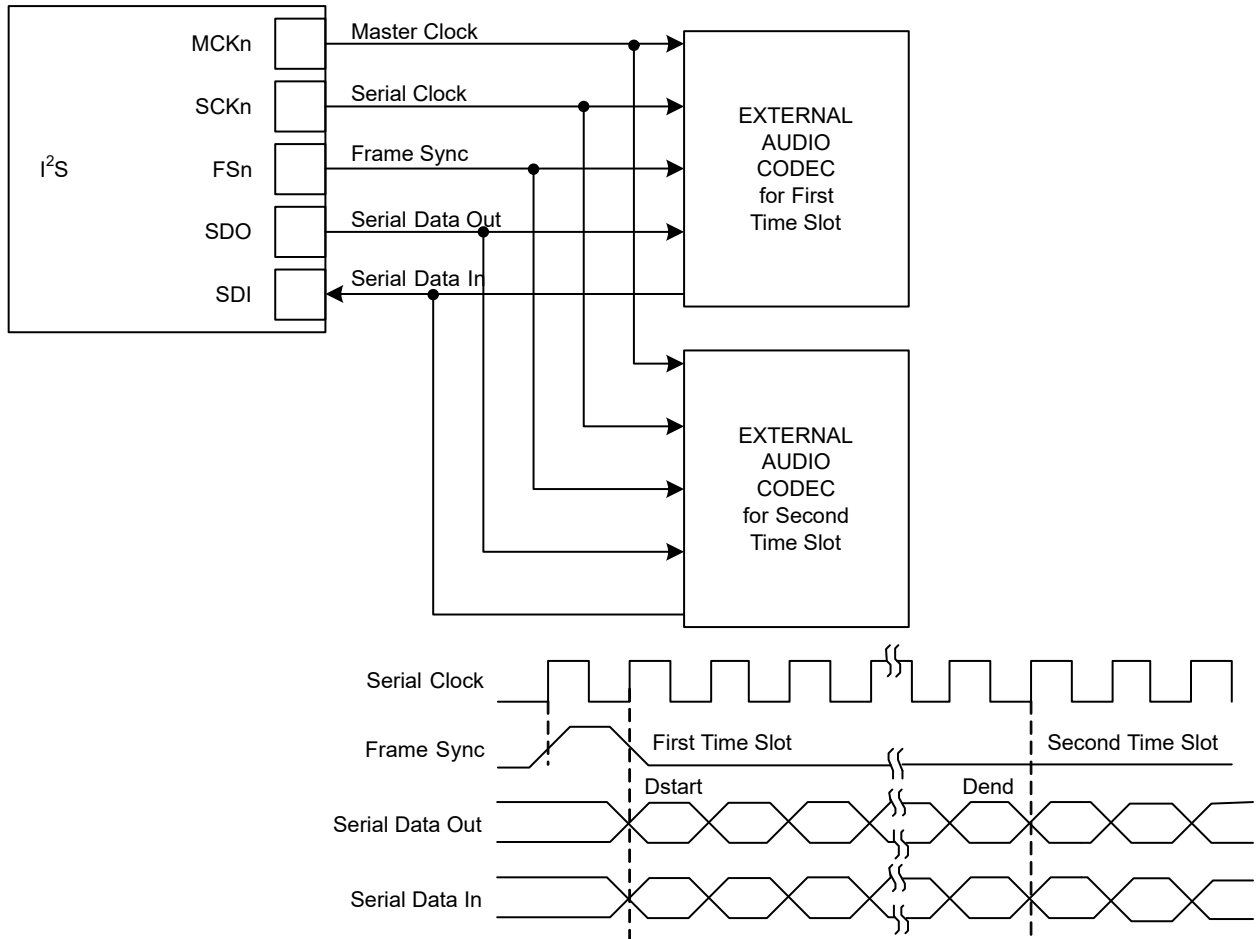 I²S
MCKn
SCKn
FSn
SDO
SDI
Master Clock
Serial Clock
Frame Sync
Serial Data Out
Serial Data In
EXTERNAL
AUDIO
CODEC
for First
Time Slot
EXTERNAL
AUDIO
CODEC
for Second
Time Slot
Serial Clock
Frame Sync
First Time Slot
Second Time Slot
Dstart
Dend
Serial Data Out
Serial Data In